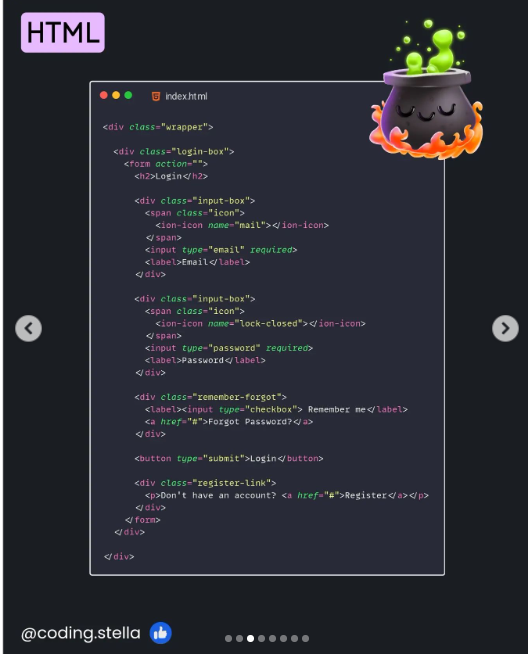 HTML
index.html
<div class="wrapper">
<div class="login-box">
<form action="">
<h2>Login</h2>
<div class="input-box">
<span class="icon">
<ion-icon name="mail"></ion-icon>
</span>
<input type="email" required>
<label>Email</label>
</div>
<div class="input-box">
<span class="icon">
<ion-icon name="lock-closed"></ion-icon>
</span>
<input type="password" required>
<label>Password</label>
</div>
<div class="remember-forgot">
<label><input type="checkbox"> Remember me</label>
<a href="#">Forgot Password?</a>
</div>
<button type="submit">Login</button>
<div class="register-link">
<p>Don't have an account? <a href="#">Register</a></p>
</div>
</form>
</div>
</div>
@coding.stella